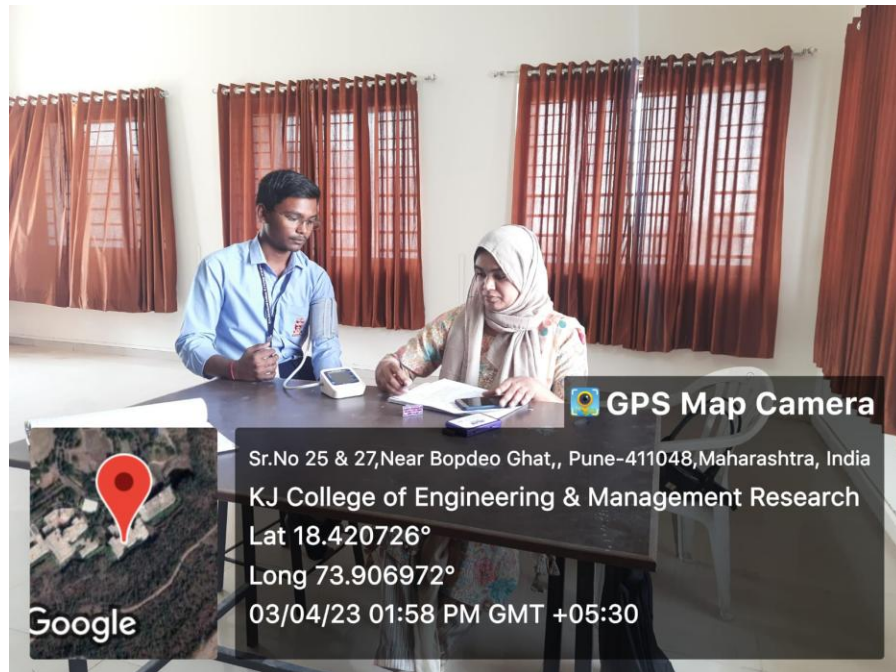 GPS Map Camera
Sr.No 25 & 27,Near Bopdeo Ghat,, Pune-411048,Maharashtra, India
KJ College of Engineering & Management Research
Lat 18.420726°
Long 73.906972°
03/04/23 01:58 PM GMT +05:30
Google